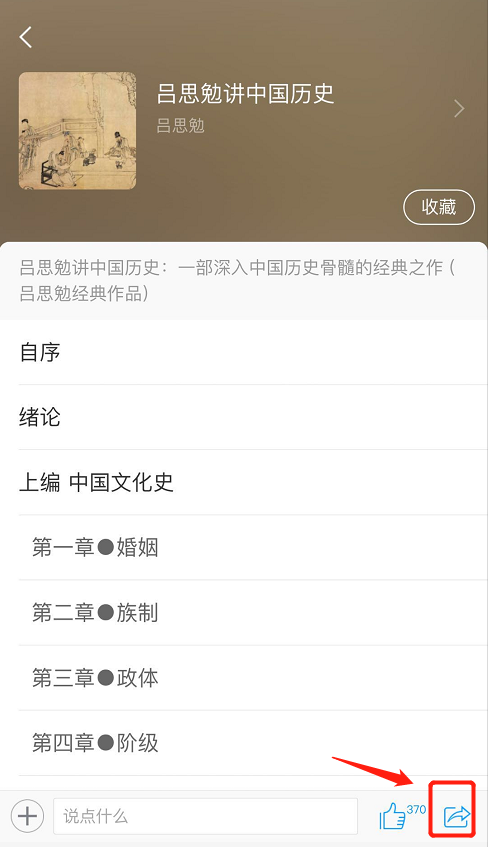 吕思勉讲中国历史
吕思勉
收藏
吕思勉讲中国历史：一部深入中国历史骨髓的经典之作（
吕思勉经典作品）
自序
绪论
上编 中国文化史
第一章●婚姻
第二章●族制
第三章●政体
第四章●阶级
说点什么
370